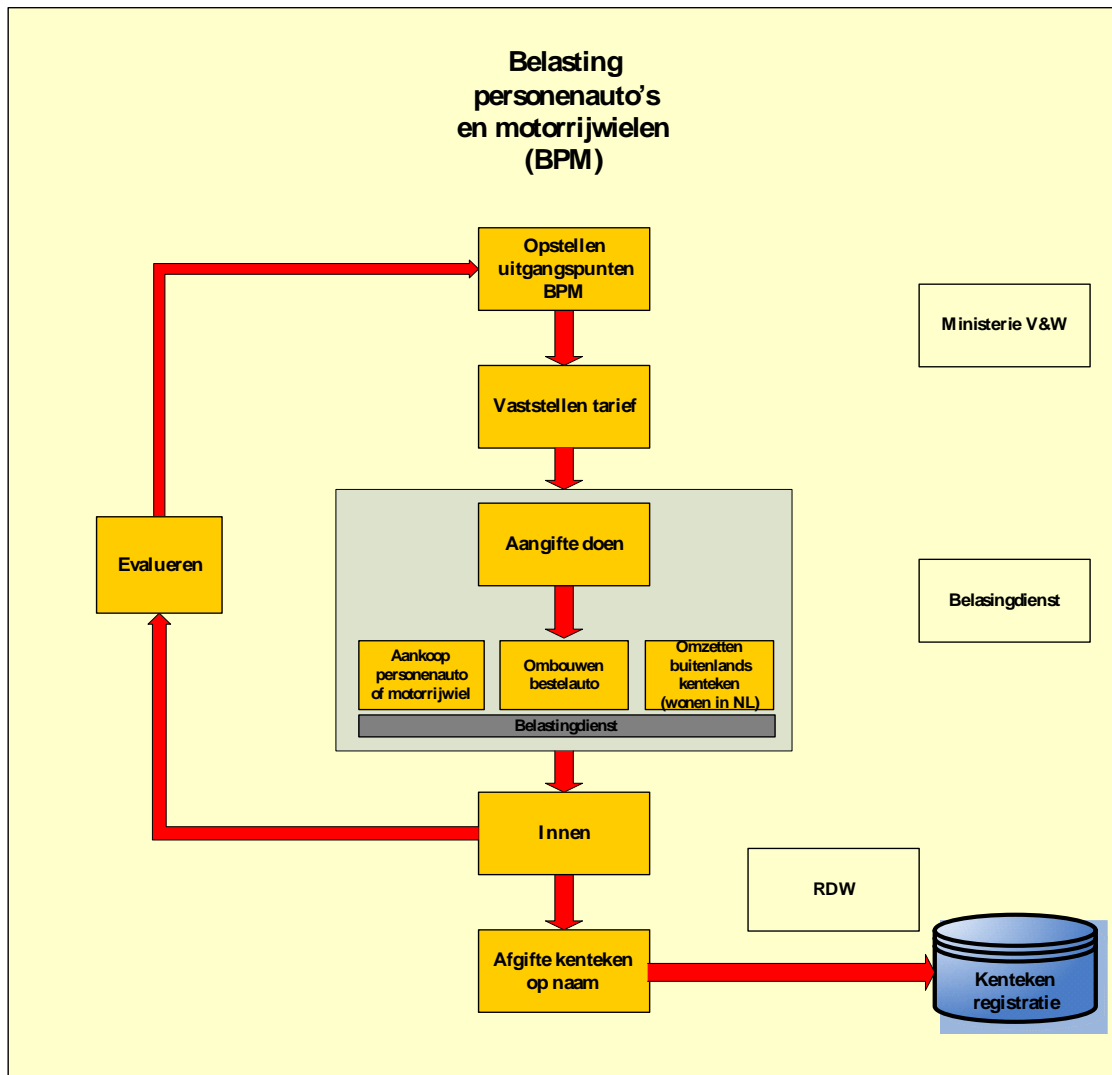 Belasting
personenauto's
en motorrijwielen
(BPM)
Opstellen
uitgangspunten
BPM
Ministerie V&W
Vaststellen tarief
Aangifte doen
Evalueren
Belasingdienst
Aankoop
personenauto
of motorrijwiel
Ombouwen
bestelauto
Omzetten
buitenlands
kenteken
(wonen in NL)
Belastingdienst
Innen
RDW
Afgifte kenteken
op naam
Kenteken
registratie